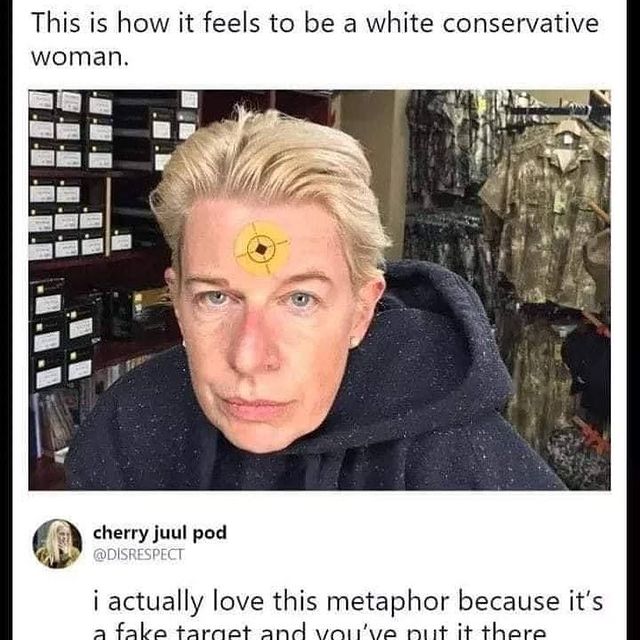 This is how it feels to be a white conservative
woman.
cherry juul pod
@DISRESPECT
i actually love this metaphor because it's
a fake target and you've put it there